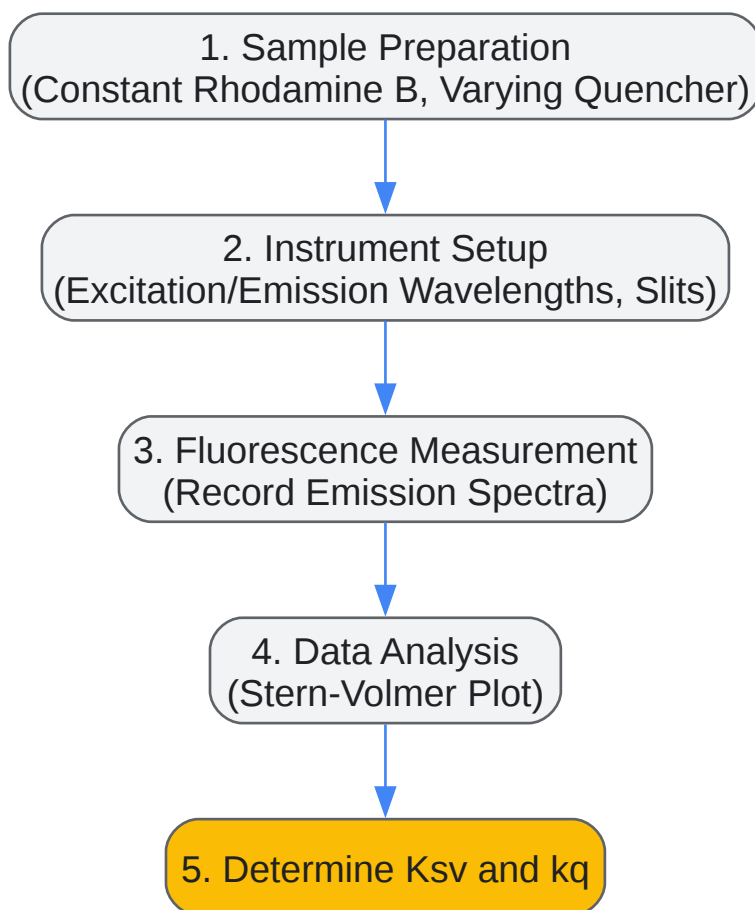 1. Sample Preparation
(Constant Rhodamine B, Varying Quencher)
2. Instrument Setup
(Excitation/Emission Wavelengths, Slits)
3. Fluorescence Measurement
(Record Emission Spectra)
4. Data Analysis
(Stern-Volmer Plot)
5. Determine Ksv and kq